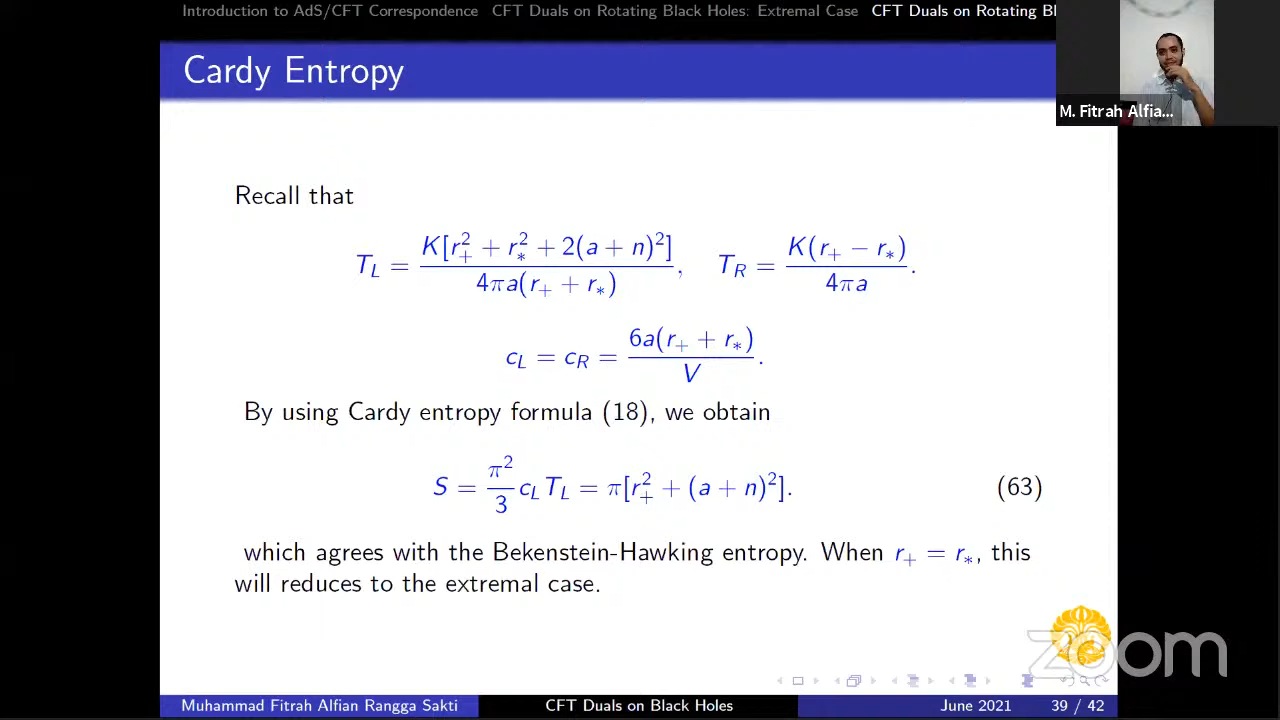 Introduction to AdS/CFT Correspondence CFT Duals on Rotating Black Holes: Extremal Case CFT Duals on Rotating Bl
Cardy Entropy
M. Fitrah Alfia...
Recall that
T_L = K[r_+^2 + r_*^2 + 2(a + n)^2] / 4πa(r_+ + r_*), T_R = K(r_+ − r_*) / 4πa.
c_L = c_R = 6a(r_+ + r_*) / V.
By using Cardy entropy formula (18), we obtain
S = π^2/3 c_L T_L = π[r_+^2 + (a + n)^2]. (63)
which agrees with the Bekenstein-Hawking entropy. When r_+ = r_*, this
will reduces to the extremal case.
zoom
Muhammad Fitrah Alfian Rangga Sakti CFT Duals on Black Holes June 2021 39 / 42